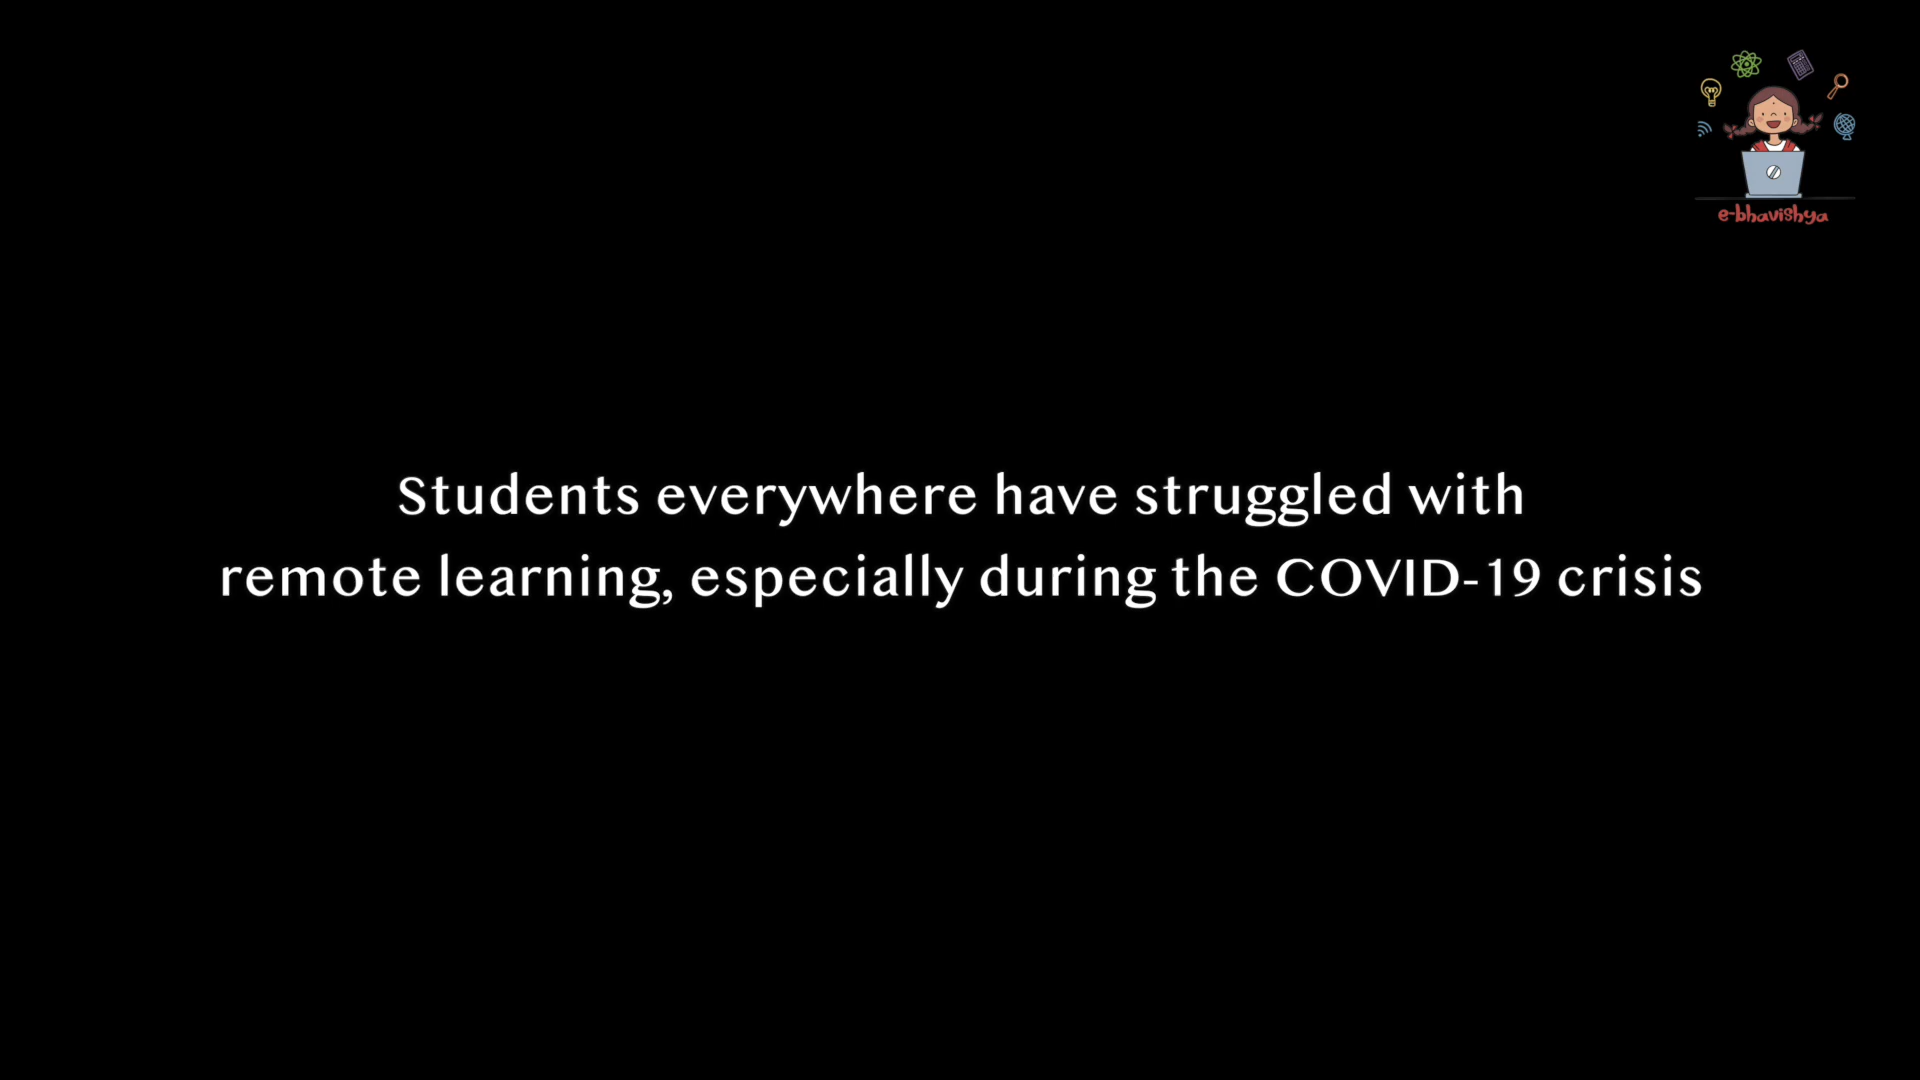 e-bhavishya
Students everywhere have struggled with
remote learning, especially during the COVID-19 crisis